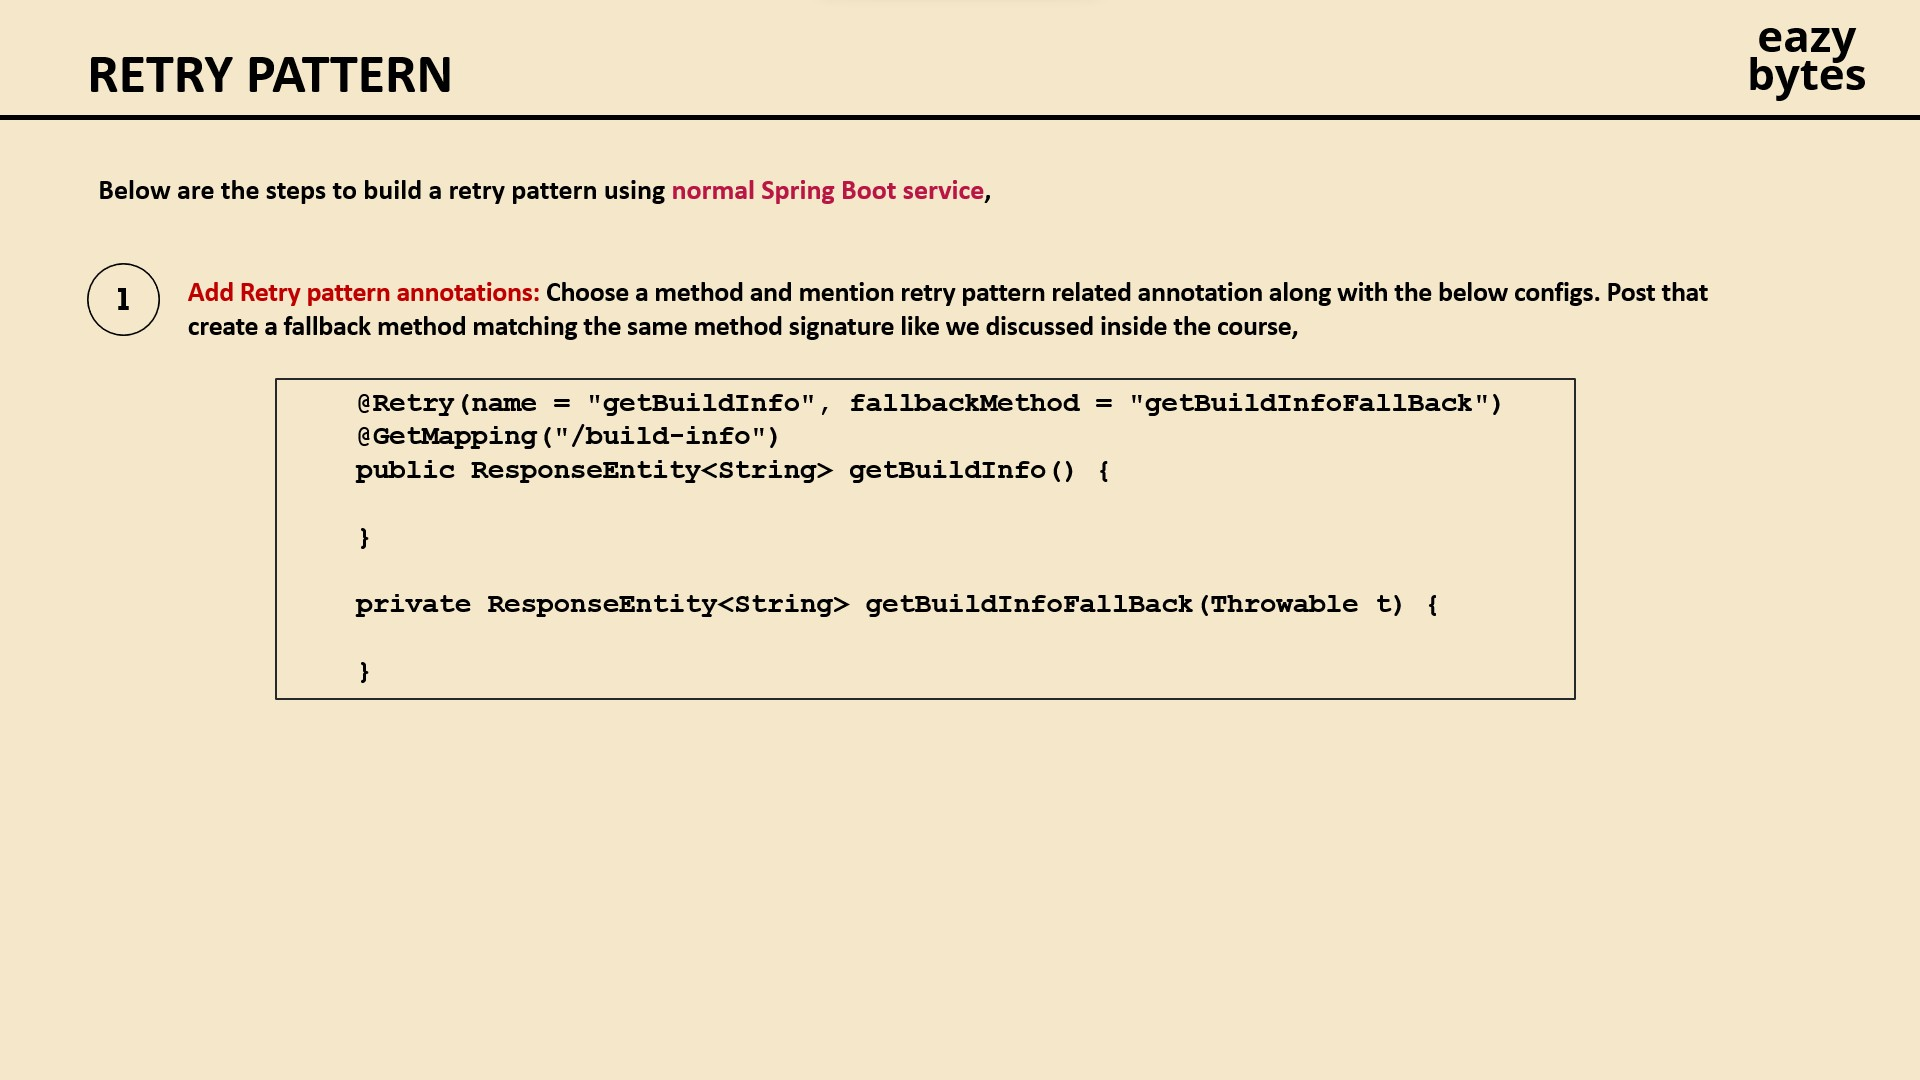 RETRY PATTERN
eazy
bytes
Below are the steps to build a retry pattern using normal Spring Boot service,
1
Add Retry pattern annotations: Choose a method and mention retry pattern related annotation along with the below configs. Post that
create a fallback method matching the same method signature like we discussed inside the course,
@Retry(name = "getBuildInfo", fallbackMethod = "getBuildInfoFallBack")
@GetMapping("/build-info")
public ResponseEntity<String> getBuildInfo() {
}
private ResponseEntity<String> getBuildInfoFallBack(Throwable t) {
}